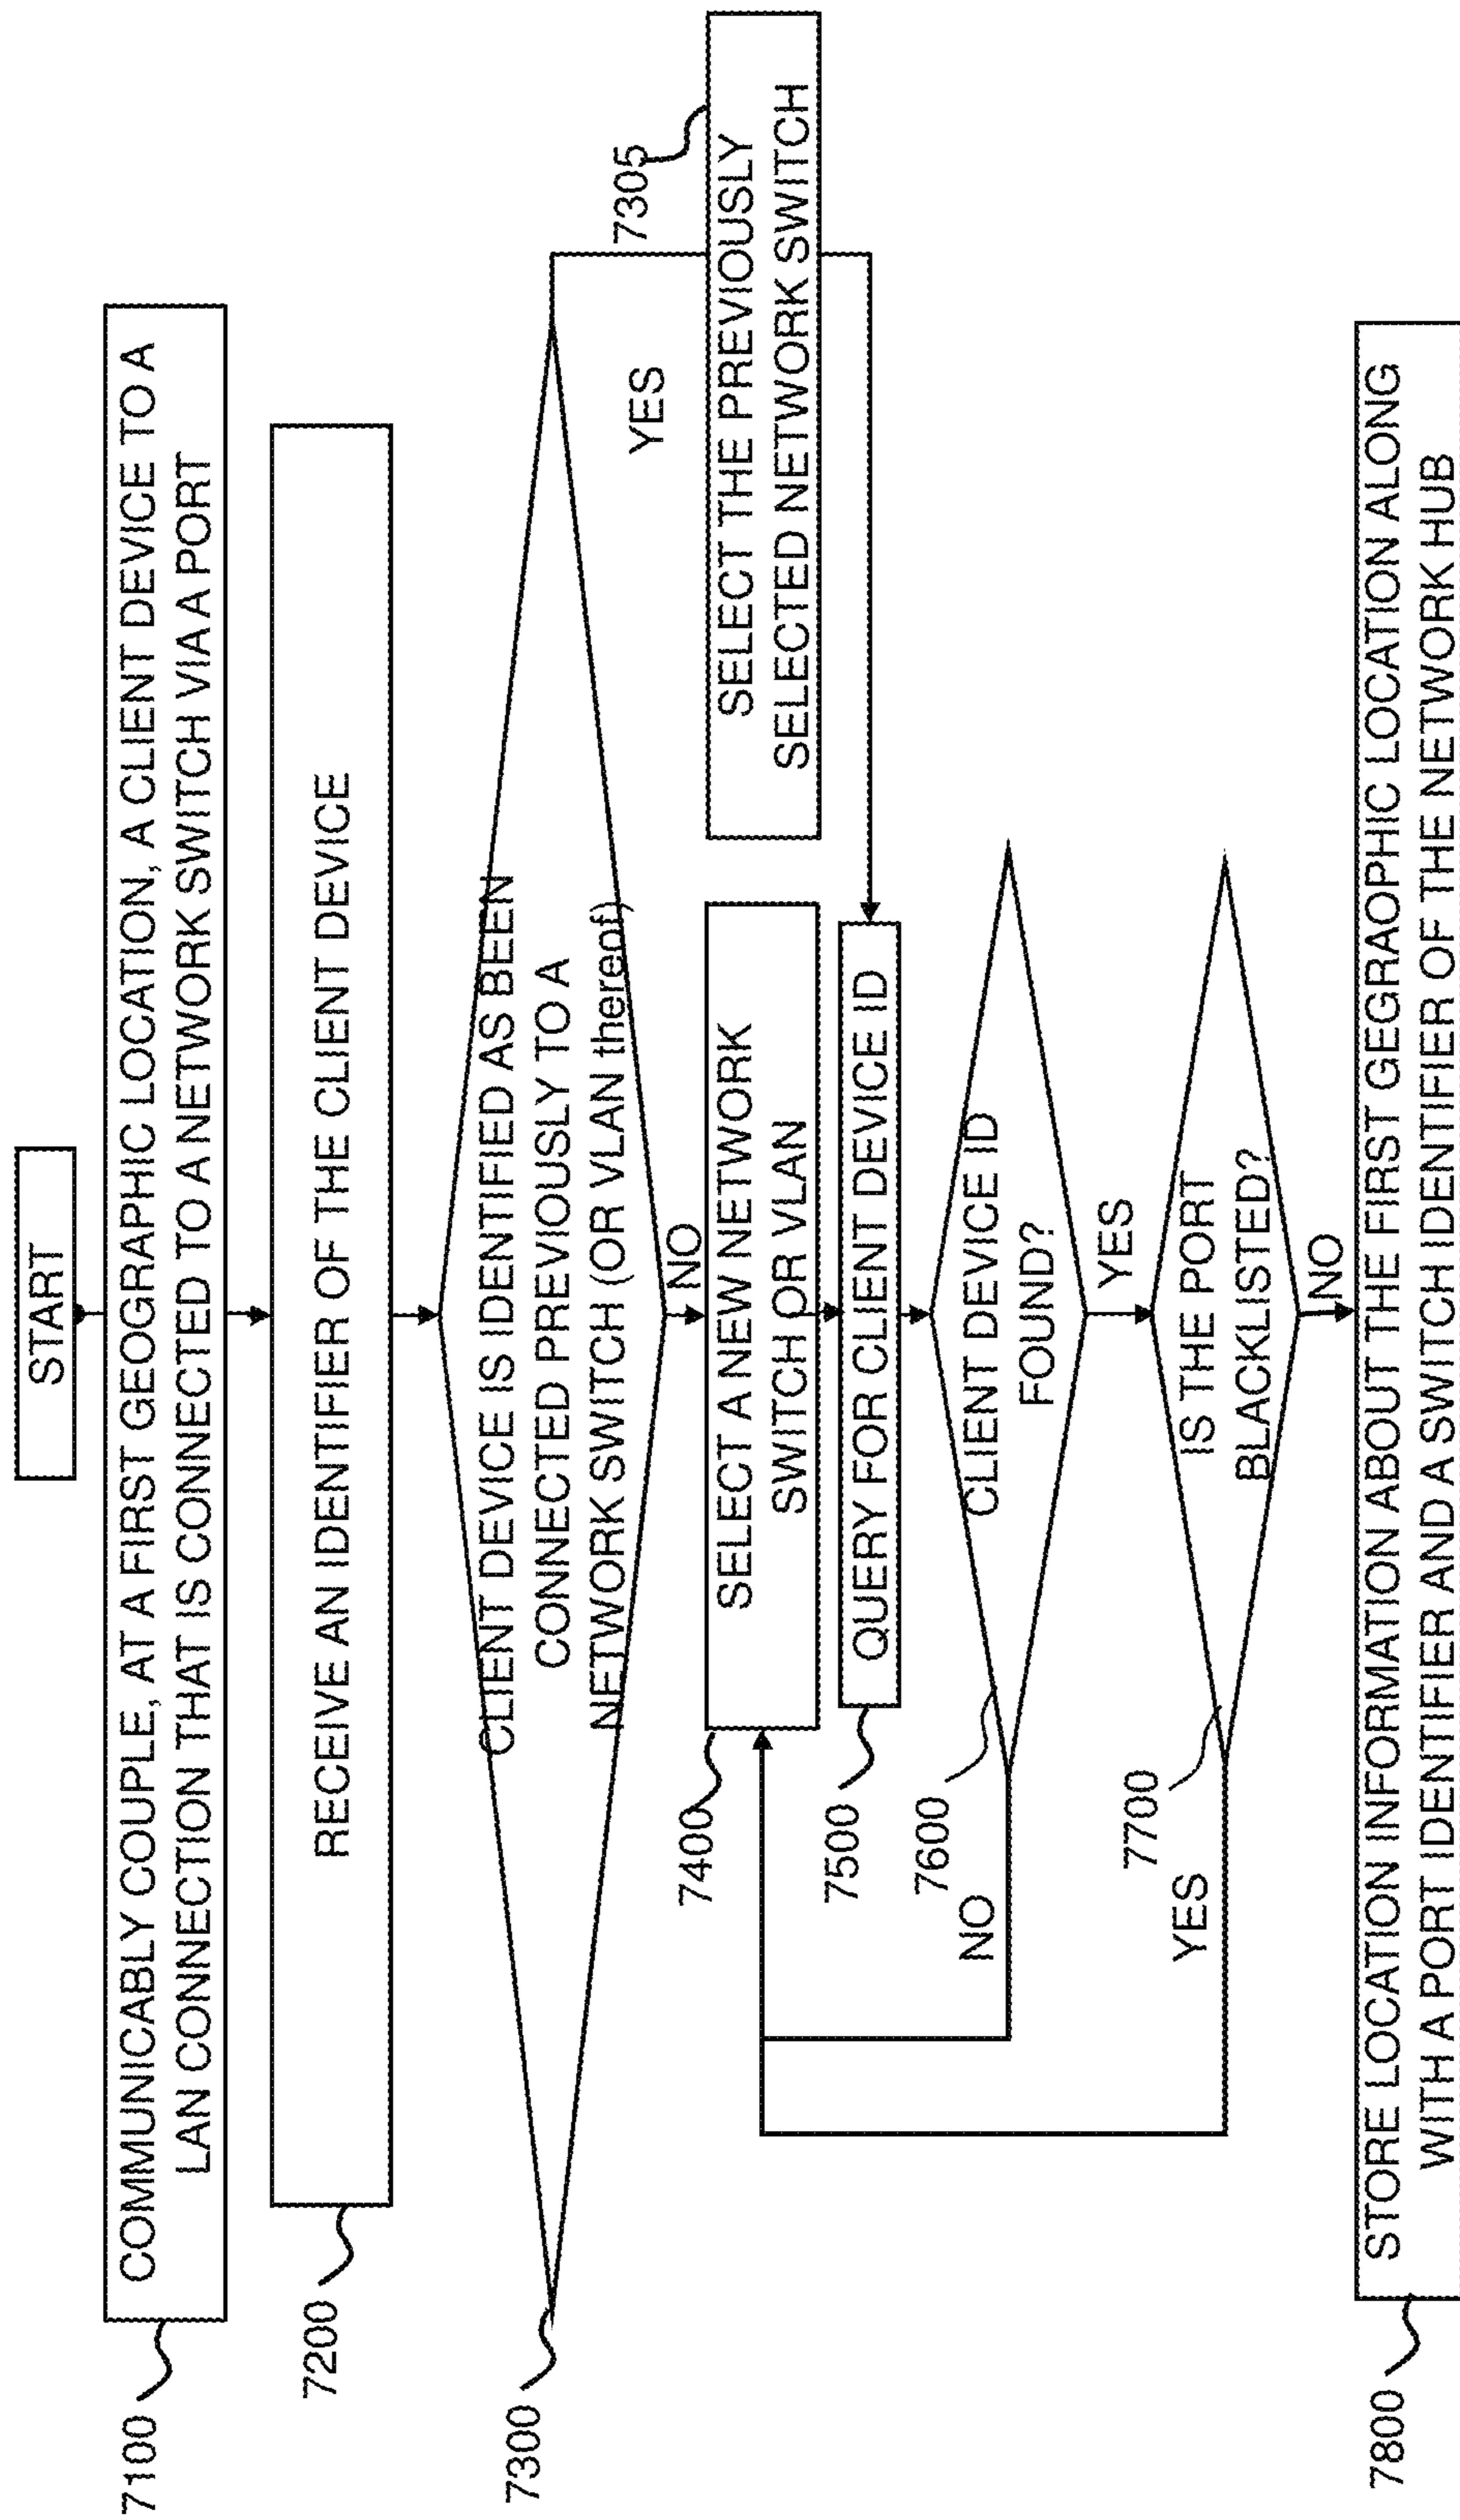 START
7100
COMMUNICABLY COUPLE, AT A FIRST GEOGRAPHIC LOCATION, A CLIENT DEVICE TO A
LAN CONNECTION THAT IS CONNECTED TO A NETWORK SWITCH VIA A PORT
7200
RECEIVE AN IDENTIFIER OF THE CLIENT DEVICE
7300
CLIENT DEVICE IS IDENTIFIED AS BEEN
CONNECTED PREVIOUSLY TO A
NETWORK SWITCH (OR VLAN thereof)
YES
7305
NO
SELECT THE PREVIOUSLY
SELECTED NETWORK SWITCH
7400
SELECT A NEW NETWORK
SWITCH OR VLAN
7500
QUERY FOR CLIENT DEVICE ID
7600
NO
CLIENT DEVICE ID
FOUND?
YES
7700
YES
IS THE PORT
BLACKLISTED?
NO
7800
STORE LOCATION INFORMATION ABOUT THE FIRST GEGRAOPHIC LOCATION ALONG
WITH A PORT IDENTIFIER AND A SWITCH IDENTIFIER OF THE NETWORK HUB